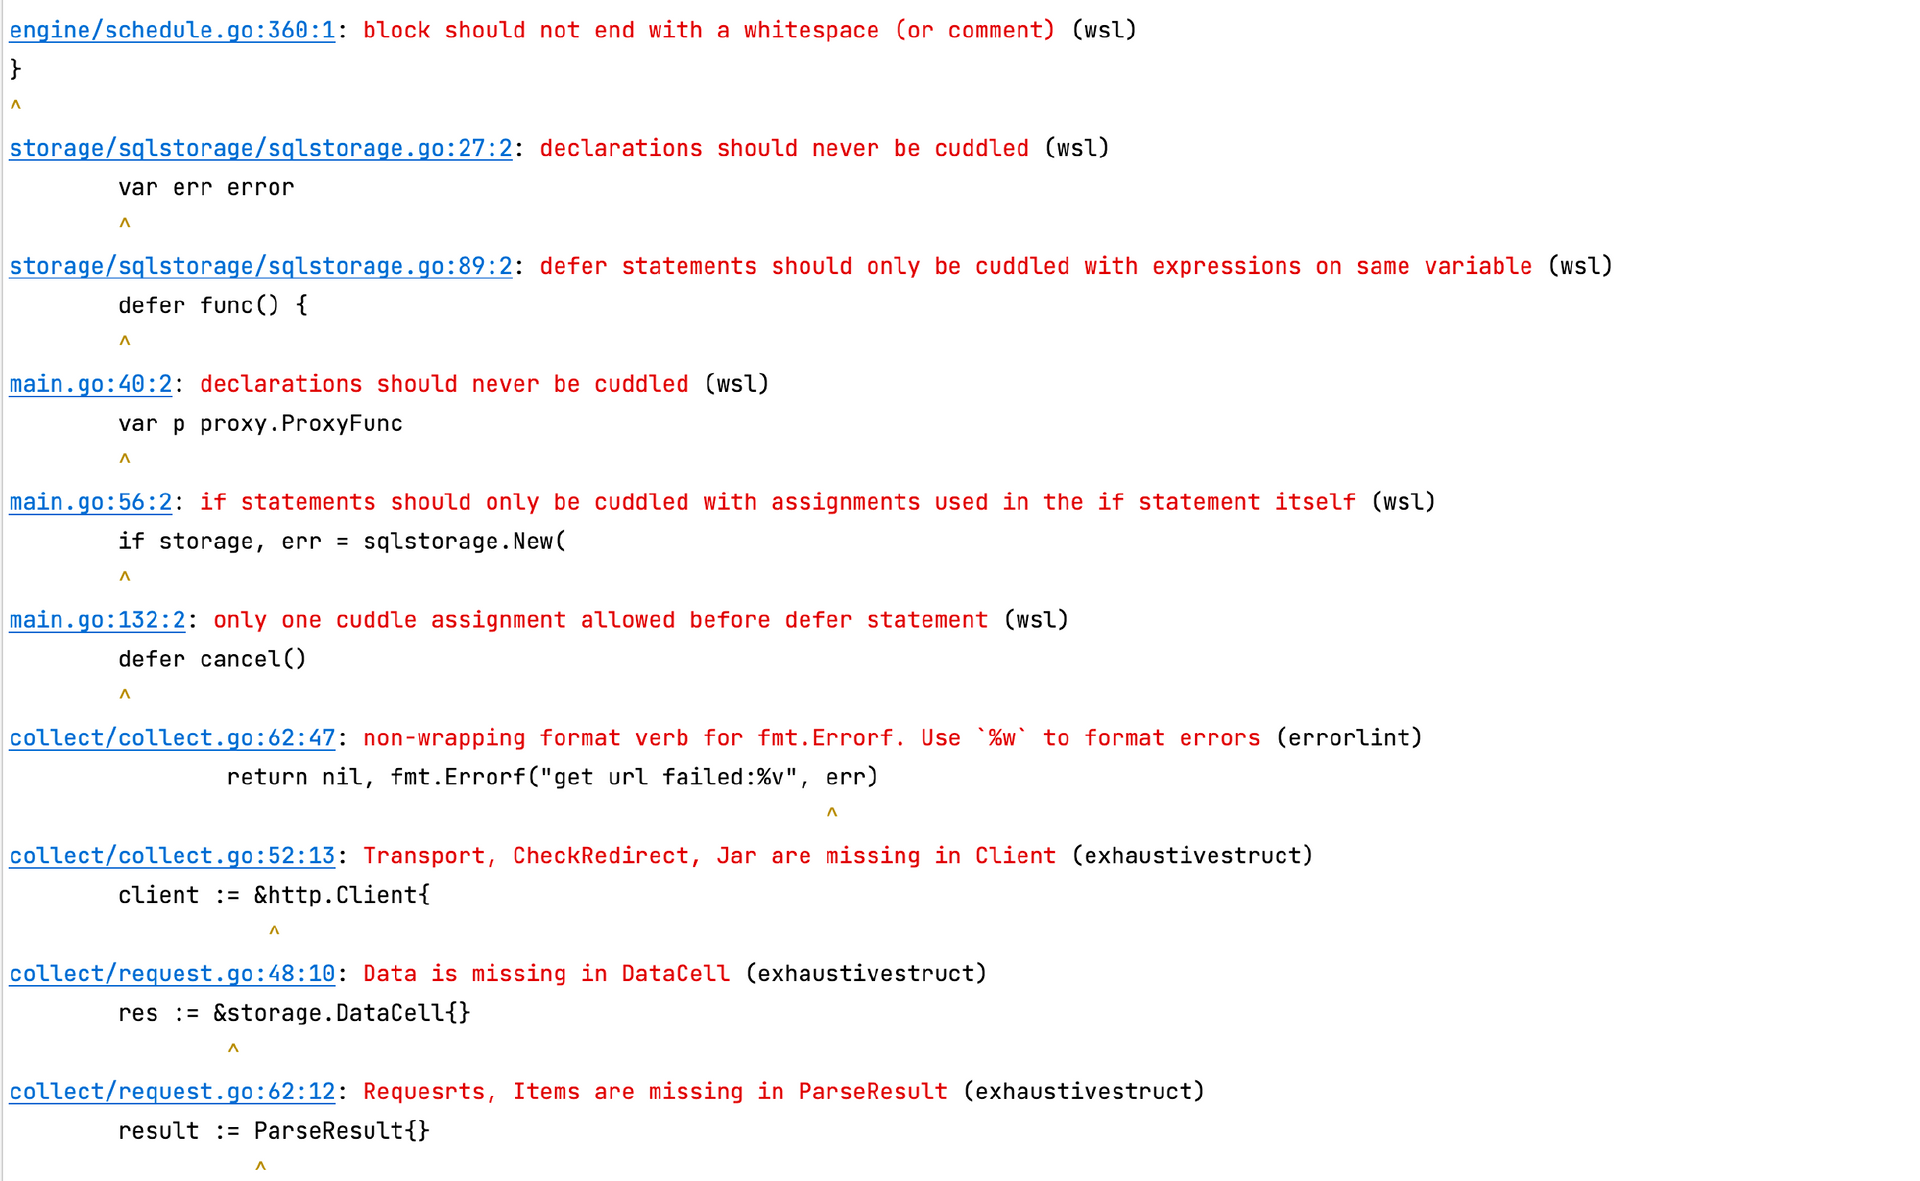 engine/schedule.go:360:1: block should not end with a whitespace (or comment) (wsl)
}
^
storage/sqlstorage/sqlstorage.go:27:2: declarations should never be cuddled (wsl)
var err error
^
storage/sqlstorage/sqlstorage.go:89:2: defer statements should only be cuddled with expressions on same variable (wsl)
defer func() {
^
main.go:40:2: declarations should never be cuddled (wsl)
var p proxy.ProxyFunc
^
main.go:56:2: if statements should only be cuddled with assignments used in the if statement itself (wsl)
if storage, err = sqlstorage.New(
^
main.go:132:2: only one cuddle assignment allowed before defer statement (wsl)
defer cancel()
^
collect/collect.go:62:47: non-wrapping format verb for fmt.Errorf. Use `%w` to format errors (errorlint)
return nil, fmt.Errorf("get url failed:%v", err)
^
collect/collect.go:52:13: Transport, CheckRedirect, Jar are missing in Client (exhaustivestruct)
client := &http.Client{
^
collect/request.go:48:10: Data is missing in DataCell (exhaustivestruct)
res := &storage.DataCell{}
^
collect/request.go:62:12: Requesrts, Items are missing in ParseResult (exhaustivestruct)
result := ParseResult{}
^